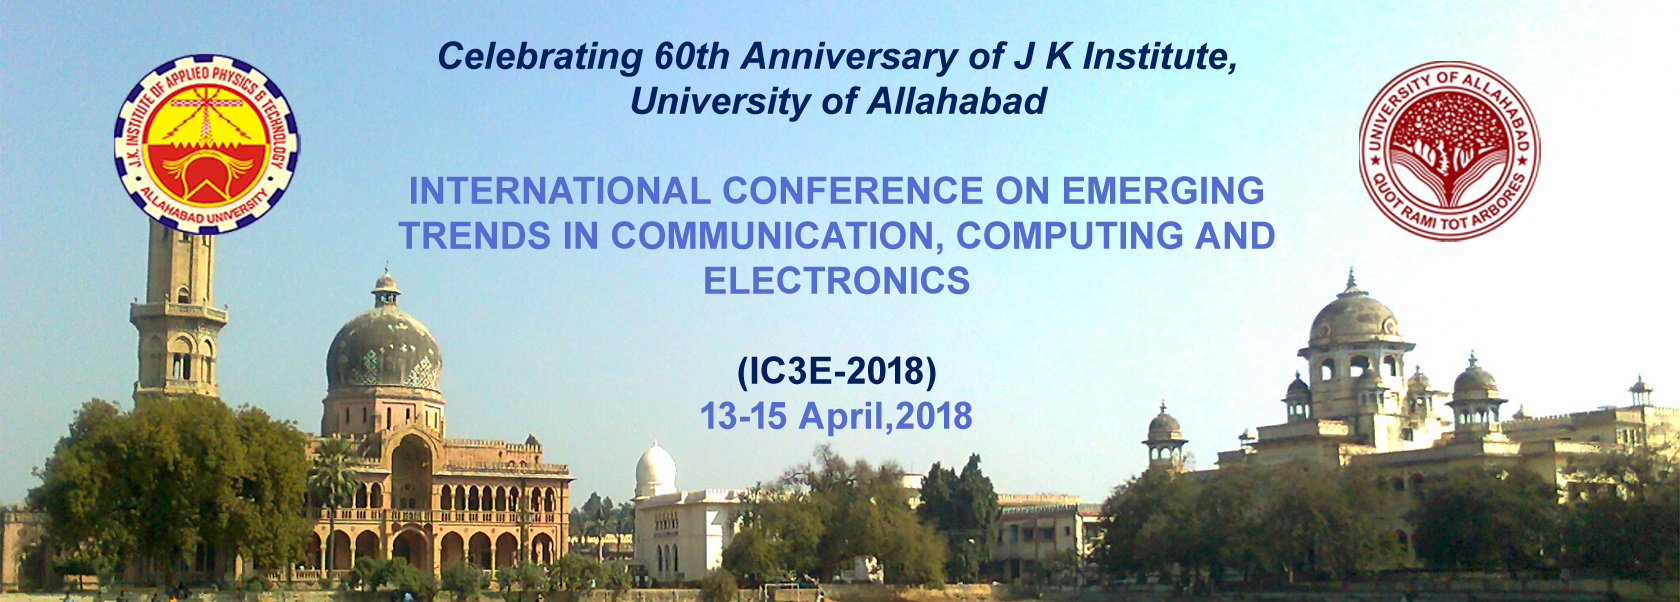 Celebrating 60th Anniversary of J K Institute,
University of Allahabad
J.K. INSTITUTE OF APPLIED PHYSICS & TECHNOLOGY
• ALLAHABAD UNIVERSITY •
UNIVERSITY OF ALLAHABAD
QUOT RAMI TOT ARBORES
INTERNATIONAL CONFERENCE ON EMERGING
TRENDS IN COMMUNICATION, COMPUTING AND
ELECTRONICS
(IC3E-2018)
13-15 April,2018